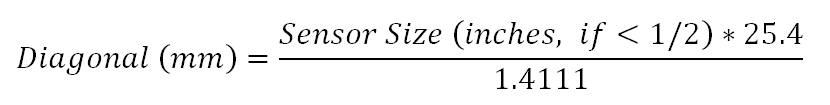 Diagonal (mm) = Sensor Size (inches, if < 1/2) * 25.4
1.4111